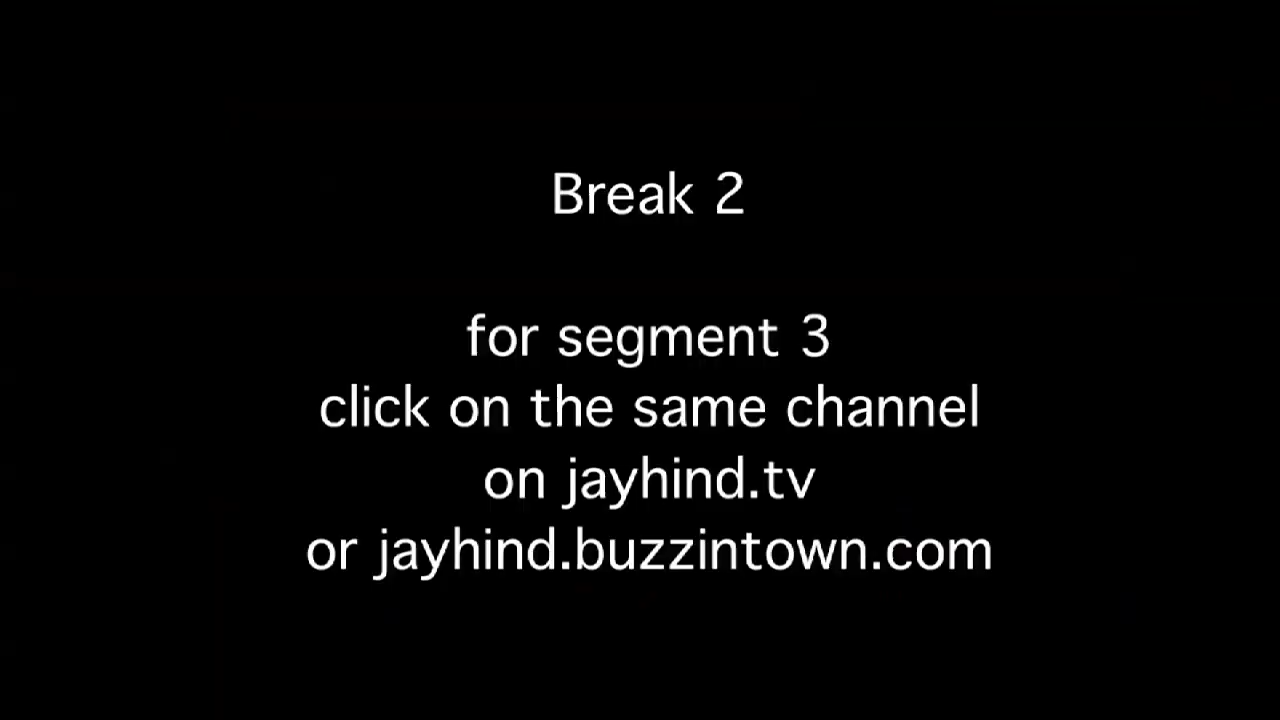 Break 2
for segment 3
click on the same channel
on jayhind.tv
or jayhind.buzzintown.com